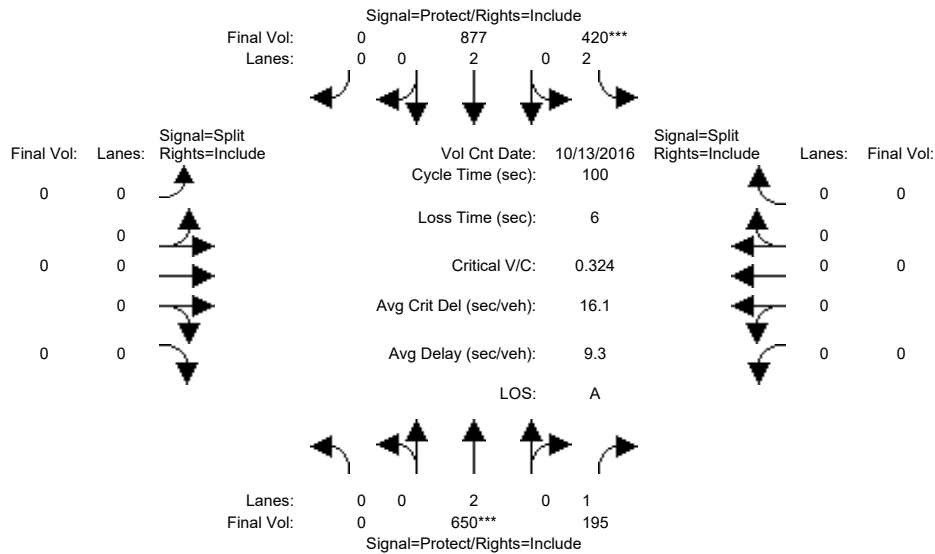 Signal=Protect/Rights=Include
Final Vol: 0 877 420***
Lanes: 0 0 2 0 2
Signal=Split
Final Vol: Lanes: Rights=Include
Vol Cnt Date: 10/13/2016
Signal=Split
Rights=Include Lanes: Final Vol:
Cycle Time (sec): 100
0 0
0 0
Loss Time (sec): 6
0
0
0 0
Critical V/C: 0.324
0 0
0
Avg Crit Del (sec/veh): 16.1
0
0 0
Avg Delay (sec/veh): 9.3
0 0
LOS: A
Lanes: 0 0 2 0 1
Final Vol: 0 650*** 195
Signal=Protect/Rights=Include